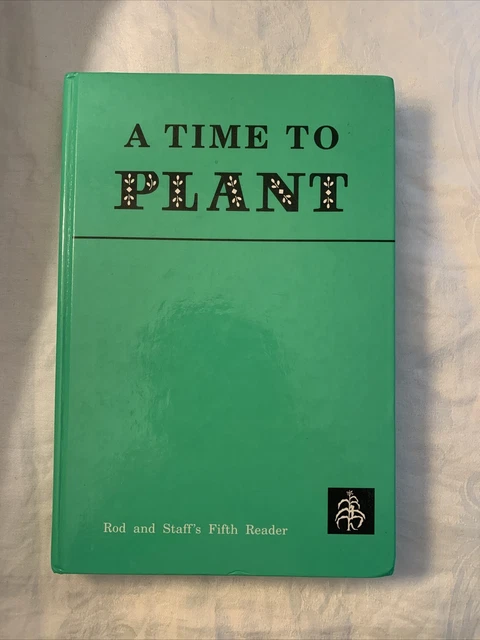 A TIME TO
PLANT
Rod and Staff's Fifth Reader